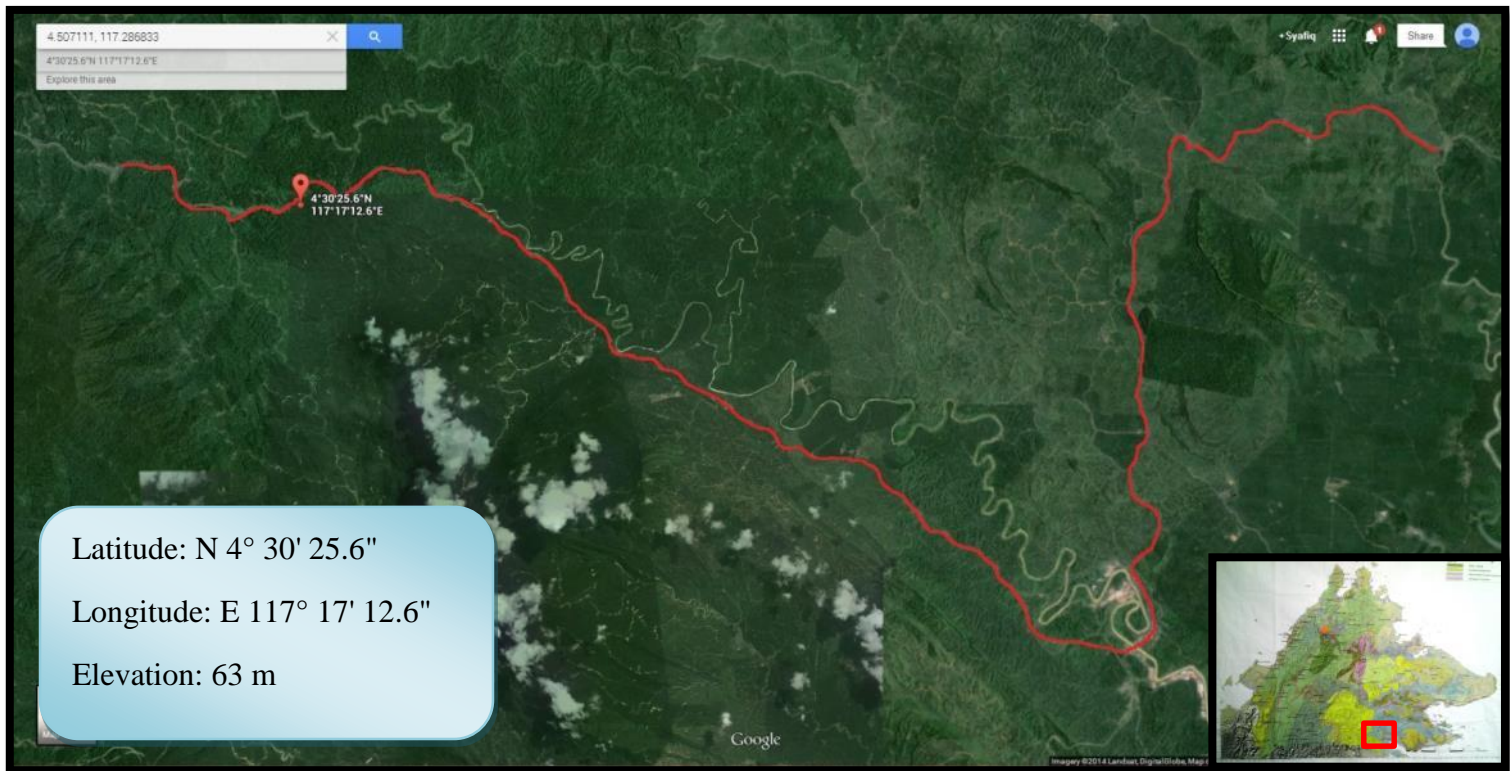 4.507111, 117.286833
4°30'25.6"N 117°17'12.6"E
Explore this area
+Syafiq
1
Share
4°30'25.6"N
117°17'12.6"E
Latitude: N 4° 30' 25.6"
Longitude: E 117° 17' 12.6"
Elevation: 63 m
Google
Imagery ©2014 Landsat, DigitalGlobe, Map